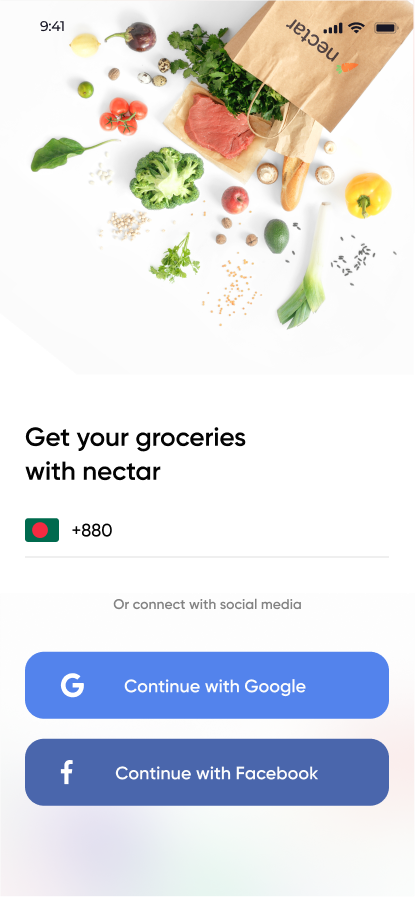 9:41
nectar
Get your groceries
with nectar
+880
Or connect with social media
Continue with Google
Continue with Facebook